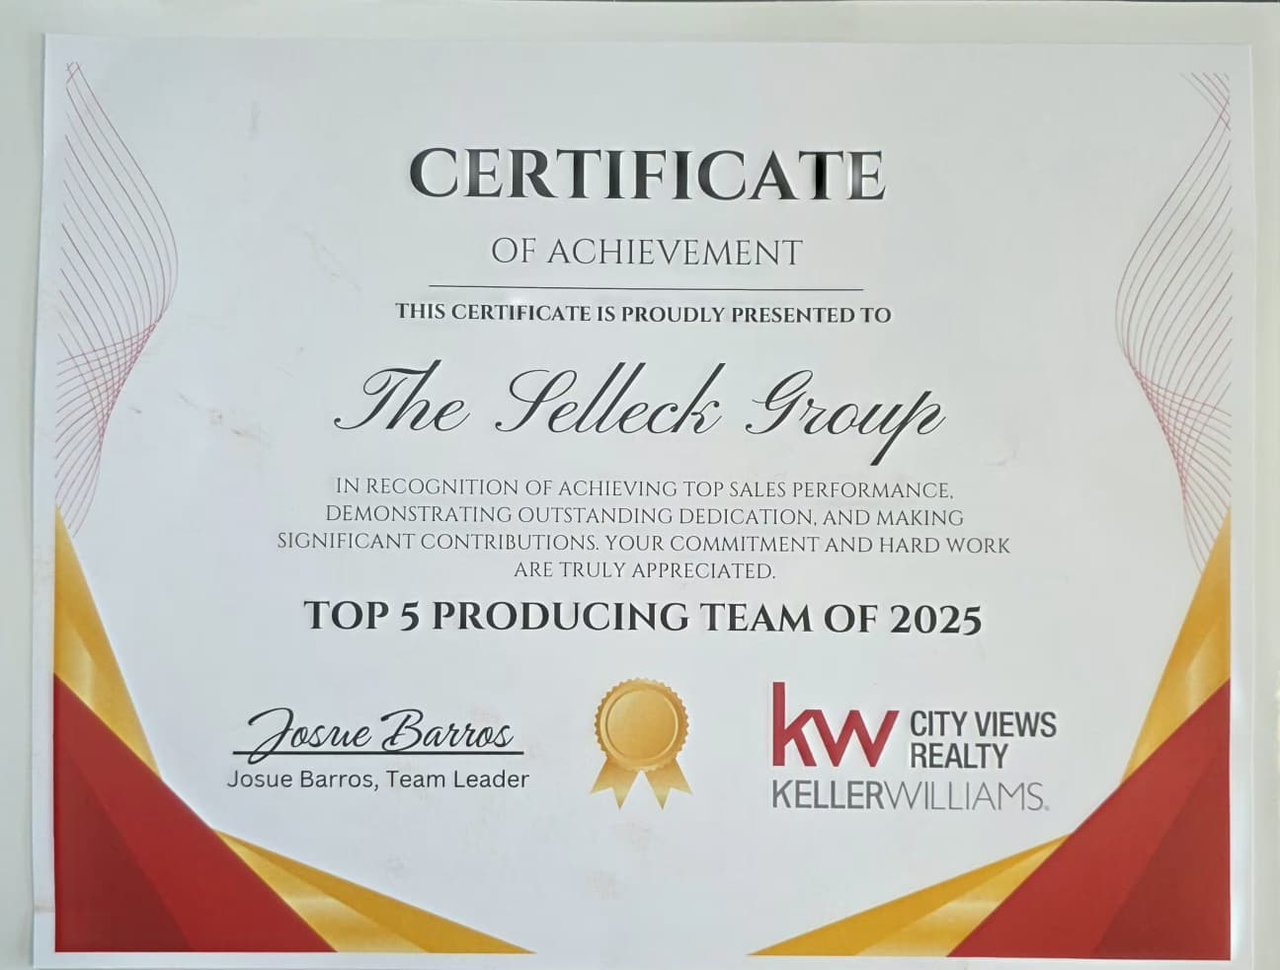 CERTIFICATE
OF ACHIEVEMENT
THIS CERTIFICATE IS PROUDLY PRESENTED TO
The Selleck Group
IN RECOGNITION OF ACHIEVING TOP SALES PERFORMANCE,
DEMONSTRATING OUTSTANDING DEDICATION, AND MAKING
SIGNIFICANT CONTRIBUTIONS. YOUR COMMITMENT AND HARD WORK
ARE TRULY APPRECIATED.
TOP 5 PRODUCING TEAM OF 2025
Josue Barros
Josue Barros, Team Leader
kw CITY VIEWS
REALTY
KELLERWILLIAMS.